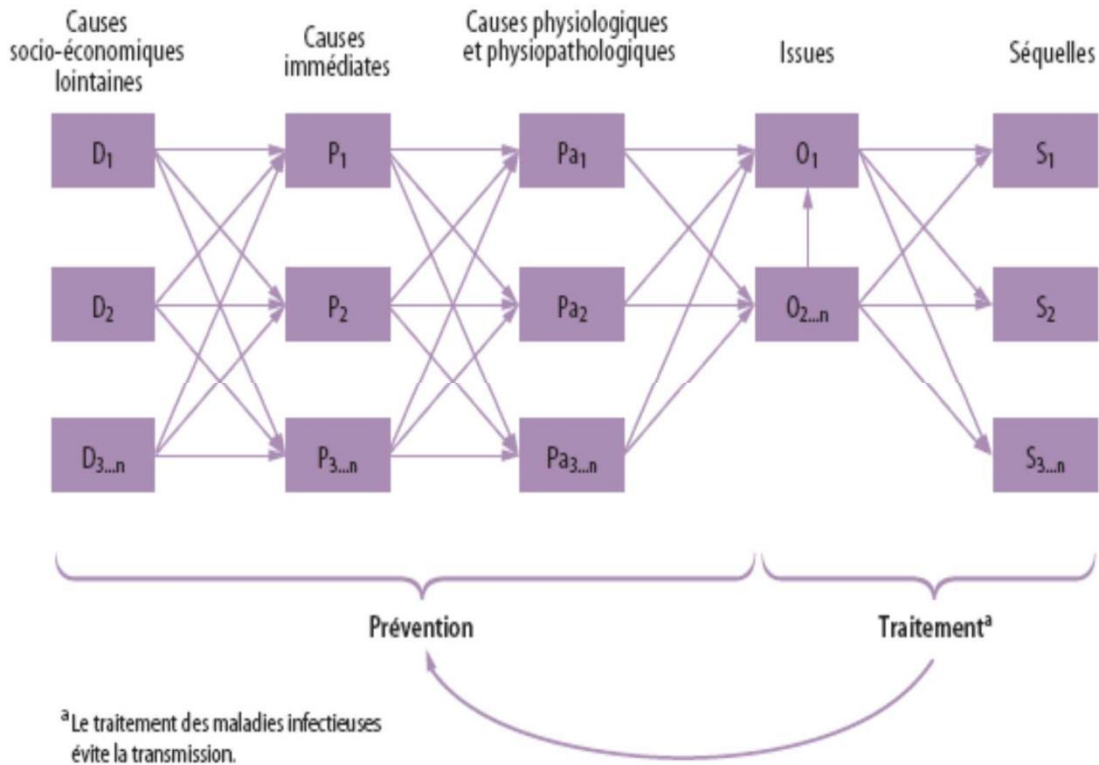 Causes
socio-économiques
lointaines
Causes
immédiates
Causes physiologiques
et physiopathologiques
Issues
Séquelles
D1
P1
Pa1
O1
S1
D2
P2
Pa2
O2...n
S2
D3...n
P3...n
Pa3...n
S3...n
Prévention
Traitementa
a Le traitement des maladies infectieuses
évite la transmission.